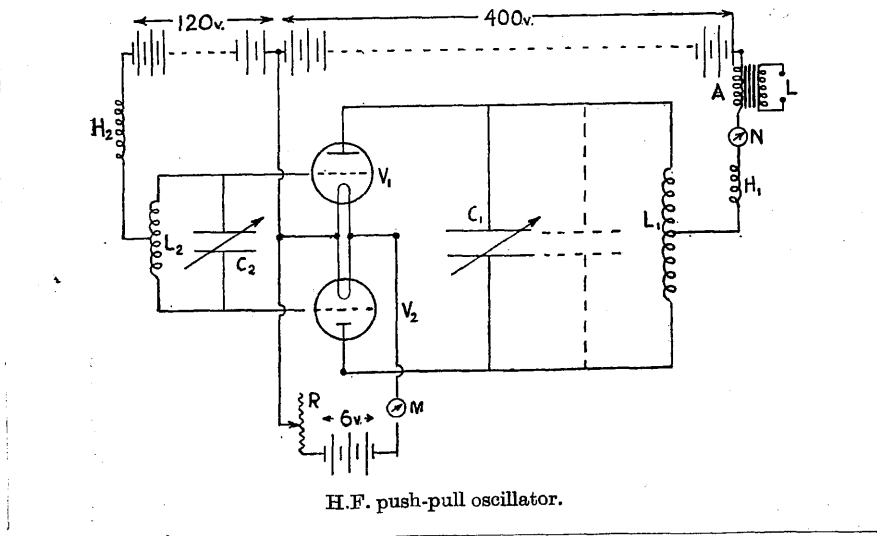 120v.
400v.
A
L
N
H₂
H₁
V₁
C₁
L₁
L₂
C₂
V₂
R
6v.
M
H.F. push-pull oscillator.